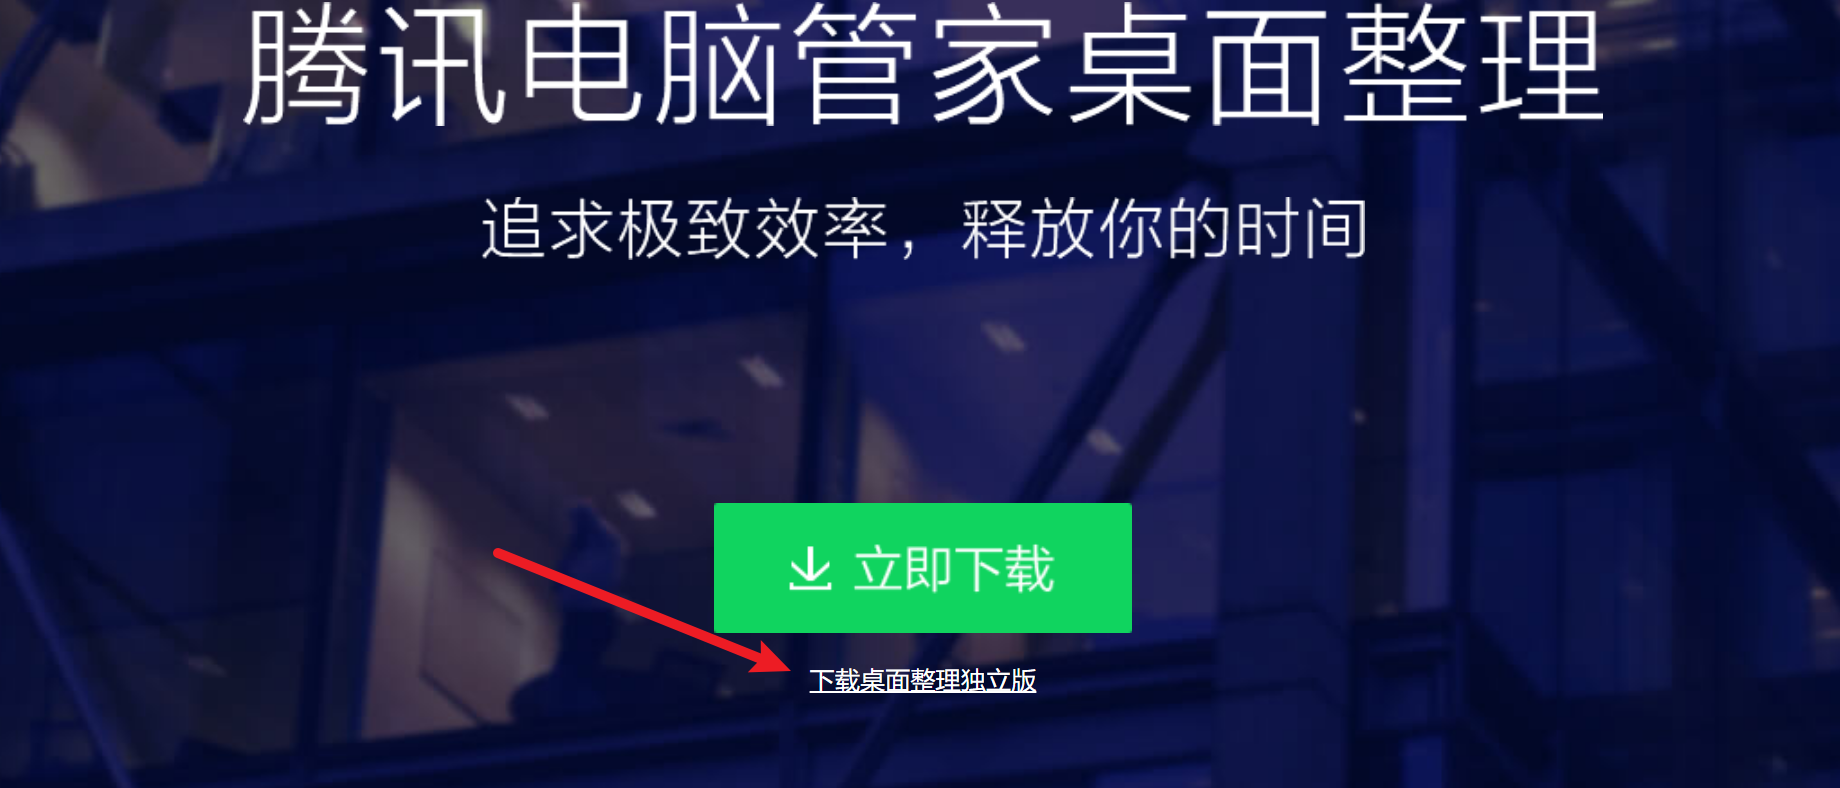 腾讯电脑管家桌面整理
追求极致效率，释放你的时间
立即下载
下载桌面整理独立版